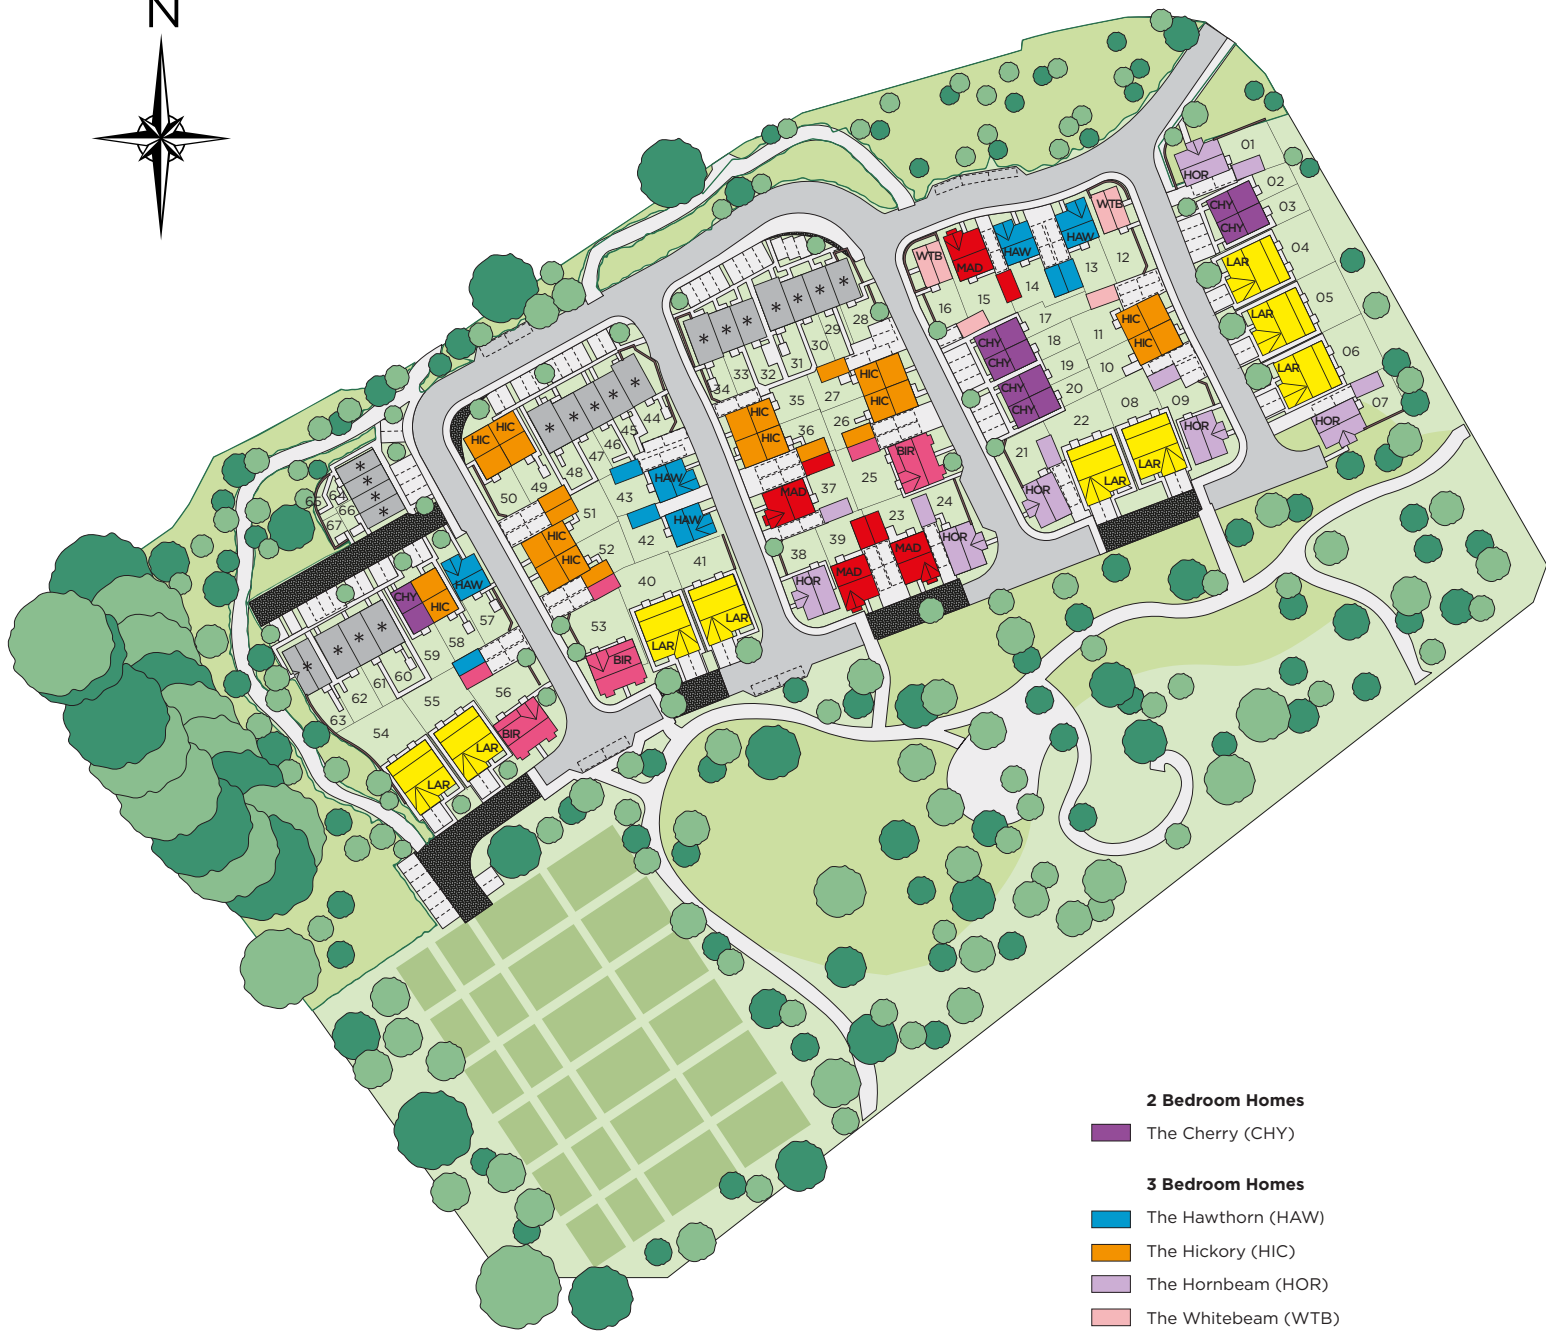 N
01
HOR
02
CHY
03
CHY
WTB
HAW
HAW
WTB
MAD
LAR
04
12
13
14
15
16
LAR
05
17
11
HIC
HIC
18
CHY
CHY
19
10
LAR
06
20
CHY
CHY
08
09
07
HOR
22
HOR
21
LAR
LAR
HOR
*
*
*
*
*
*
*
28
29
30
31
32
33
34
HIC
HIC
27
35
26
36
HIC
HIC
BIR
25
37
MAD
24
23
39
38
HOR
MAD
MAD
HOR
*
*
*
*
*
44
45
46
47
48
HIC
HIC
49
50
43
HAW
51
42
HAW
HIC
HIC
52
41
40
53
LAR
LAR
BIR
*
*
*
*
65
64
66
67
HAW
CHY
HIC
57
58
59
*
*
*
60
61
62
63
56
55
54
BIR
LAR
LAR
2 Bedroom Homes
The Cherry (CHY)
3 Bedroom Homes
The Hawthorn (HAW)
The Hickory (HIC)
The Hornbeam (HOR)
The Whitebeam (WTB)